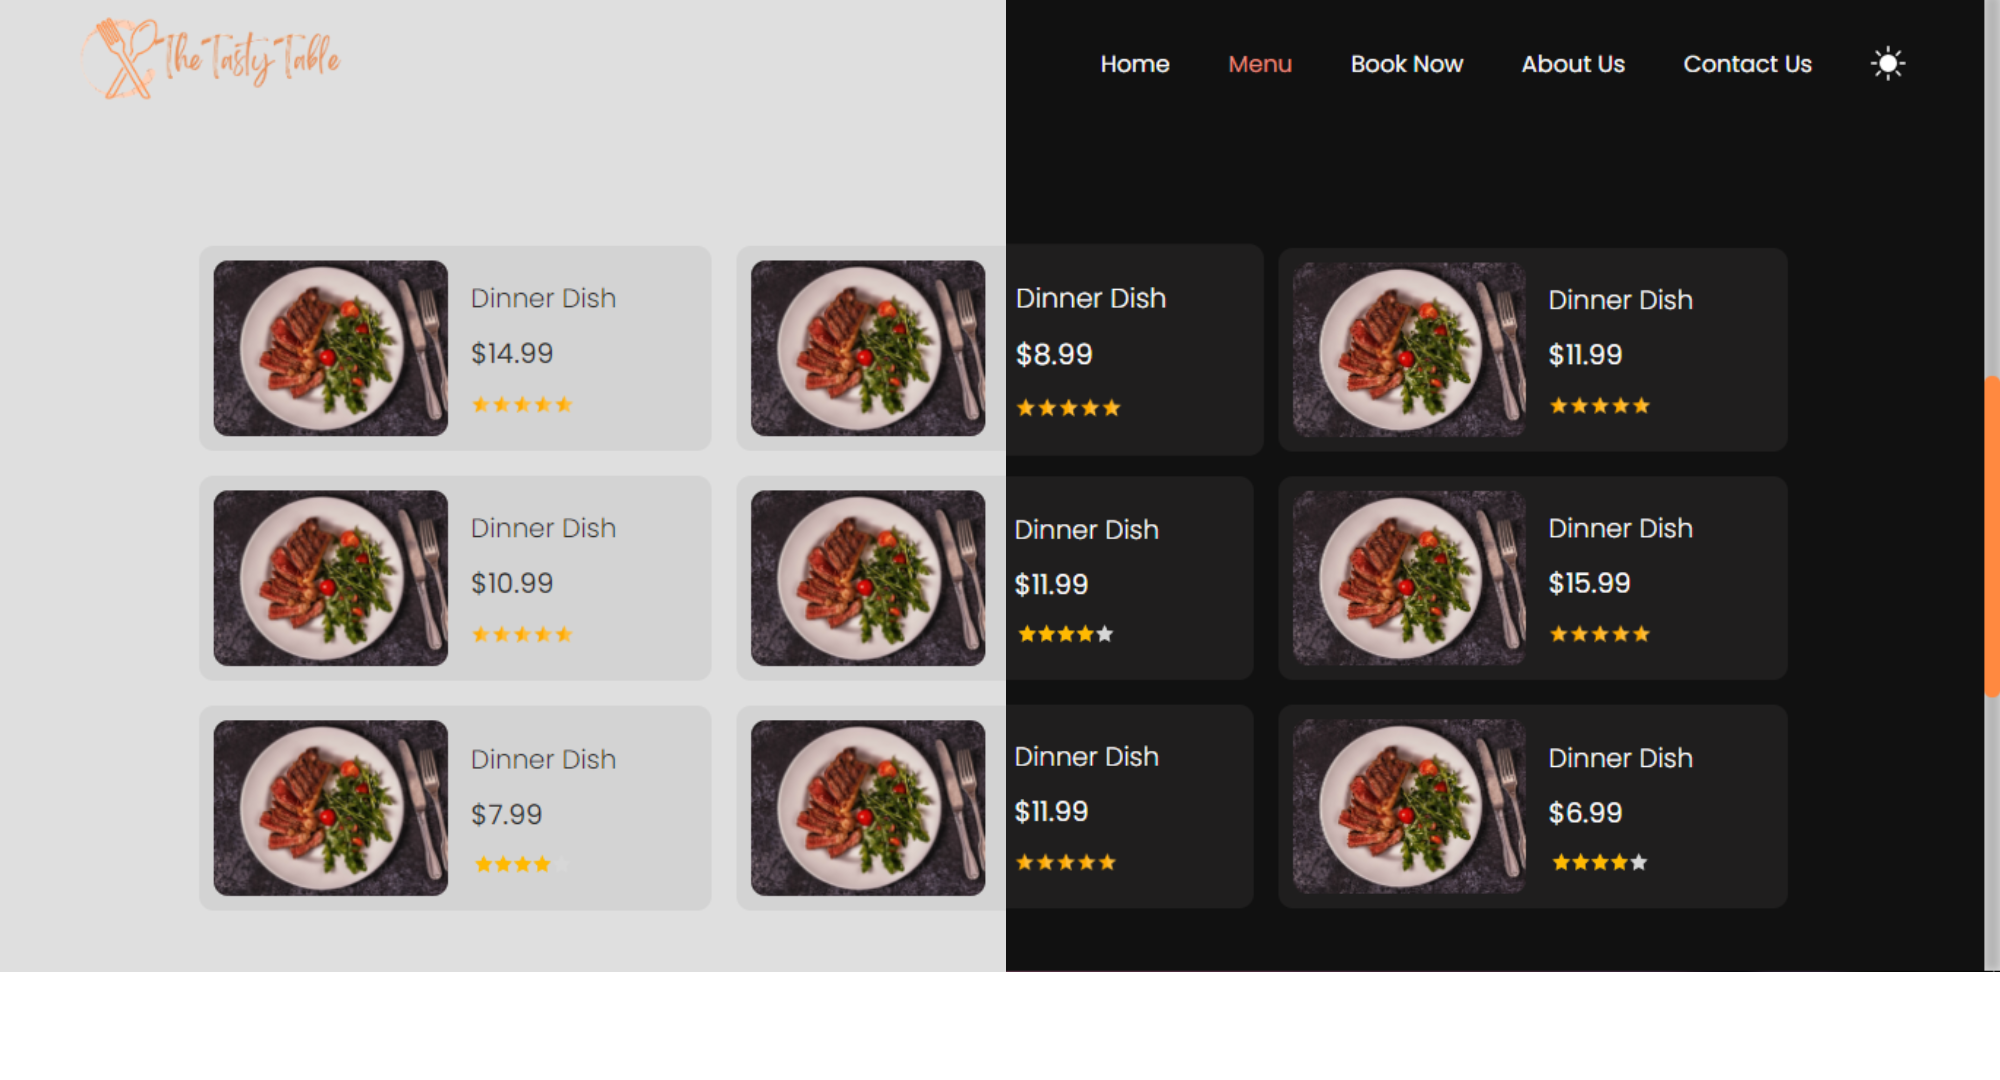 The Tasty Table
Home Menu Book Now About Us Contact Us
Dinner Dish
$14.99
Dinner Dish
$8.99
Dinner Dish
$11.99
Dinner Dish
$10.99
Dinner Dish
$11.99
Dinner Dish
$15.99
Dinner Dish
$7.99
Dinner Dish
$11.99
Dinner Dish
$6.99